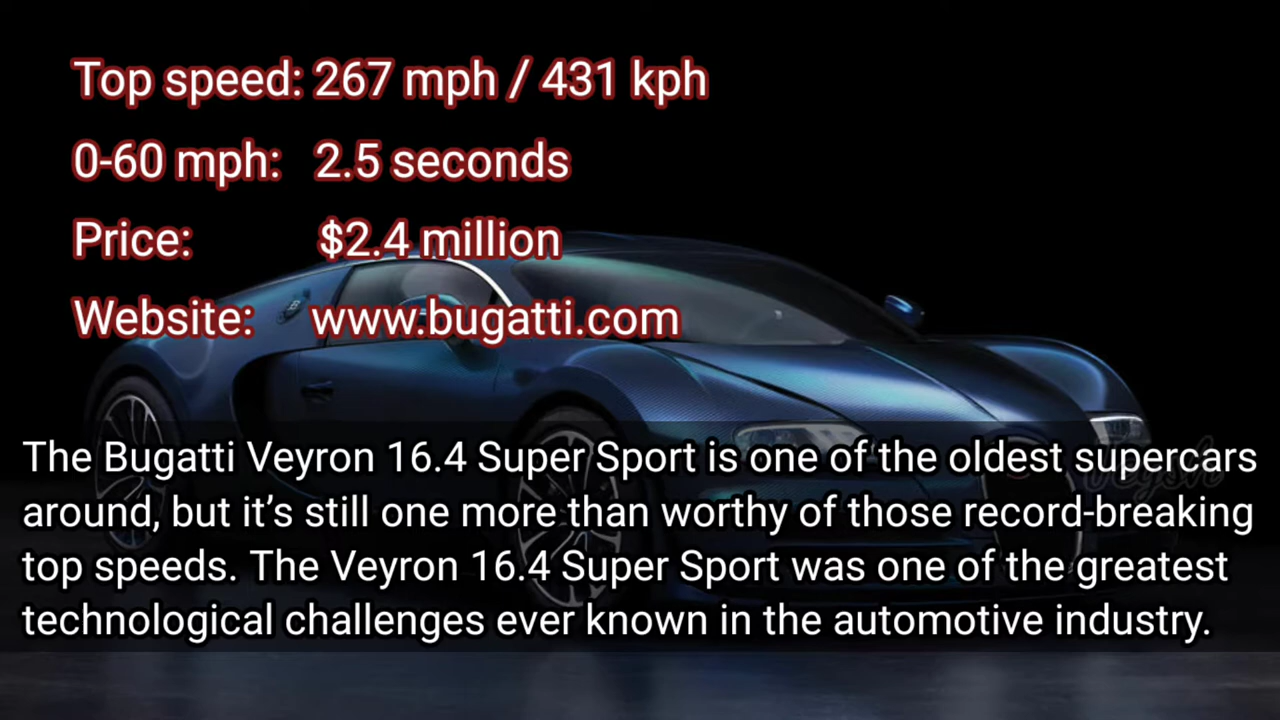 Top speed: 267 mph / 431 kph
0-60 mph: 2.5 seconds
Price: $2.4 million
Website: www.bugatti.com
The Bugatti Veyron 16.4 Super Sport is one of the oldest supercars
around, but it’s still one more than worthy of those record-breaking
top speeds. The Veyron 16.4 Super Sport was one of the greatest
technological challenges ever known in the automotive industry.